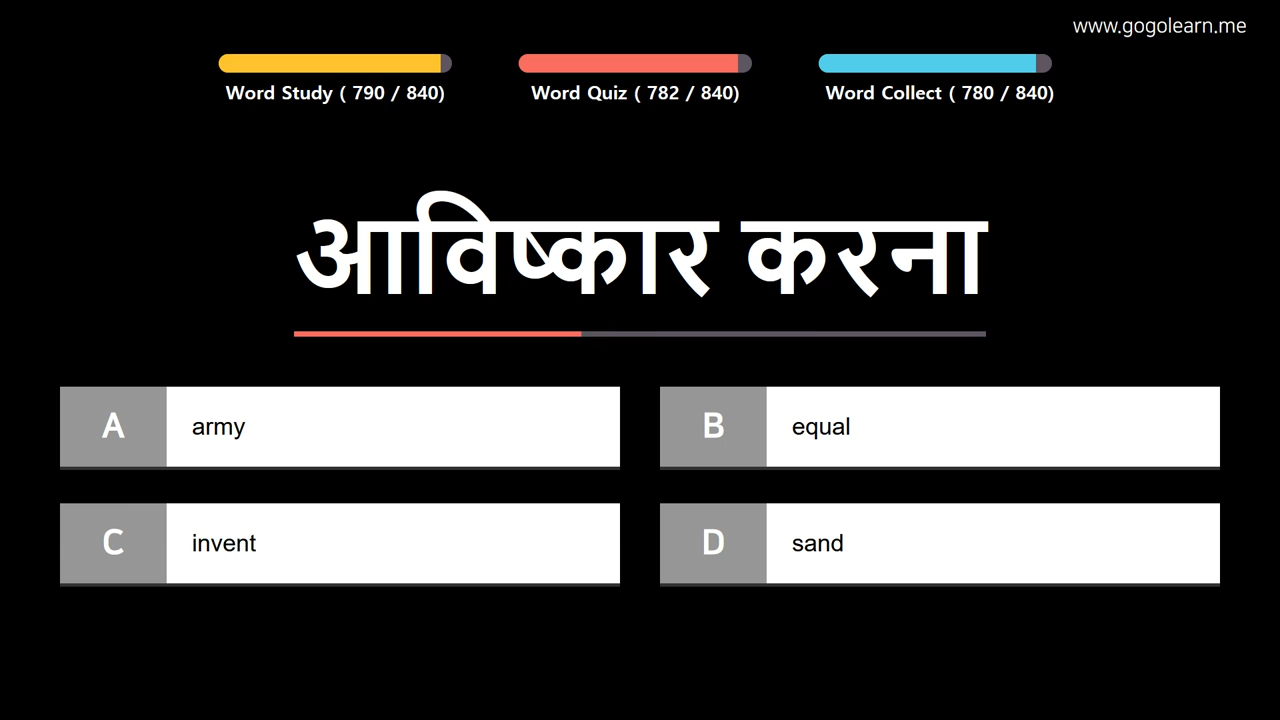 www.gogolearn.me
Word Study ( 790 / 840)
Word Quiz ( 782 / 840)
Word Collect ( 780 / 840)
आविष्कार करना
A army
B equal
C invent
D sand